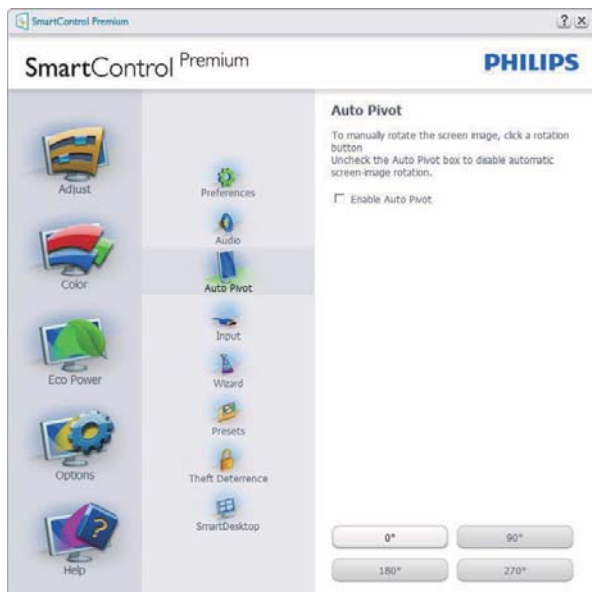 SmartControl Premium
? X
SmartControl Premium
PHILIPS
Adjust
Color
Eco Power
Options
Help
Preferences
Audio
Auto Pivot
Input
Wizard
Presets
Theft Deterrence
SmartDesktop
Auto Pivot
To manually rotate the screen image, click a rotation
button
Uncheck the Auto Pivot box to disable automatic
screen-image rotation.
Enable Auto Pivot
0°
90°
180°
270°